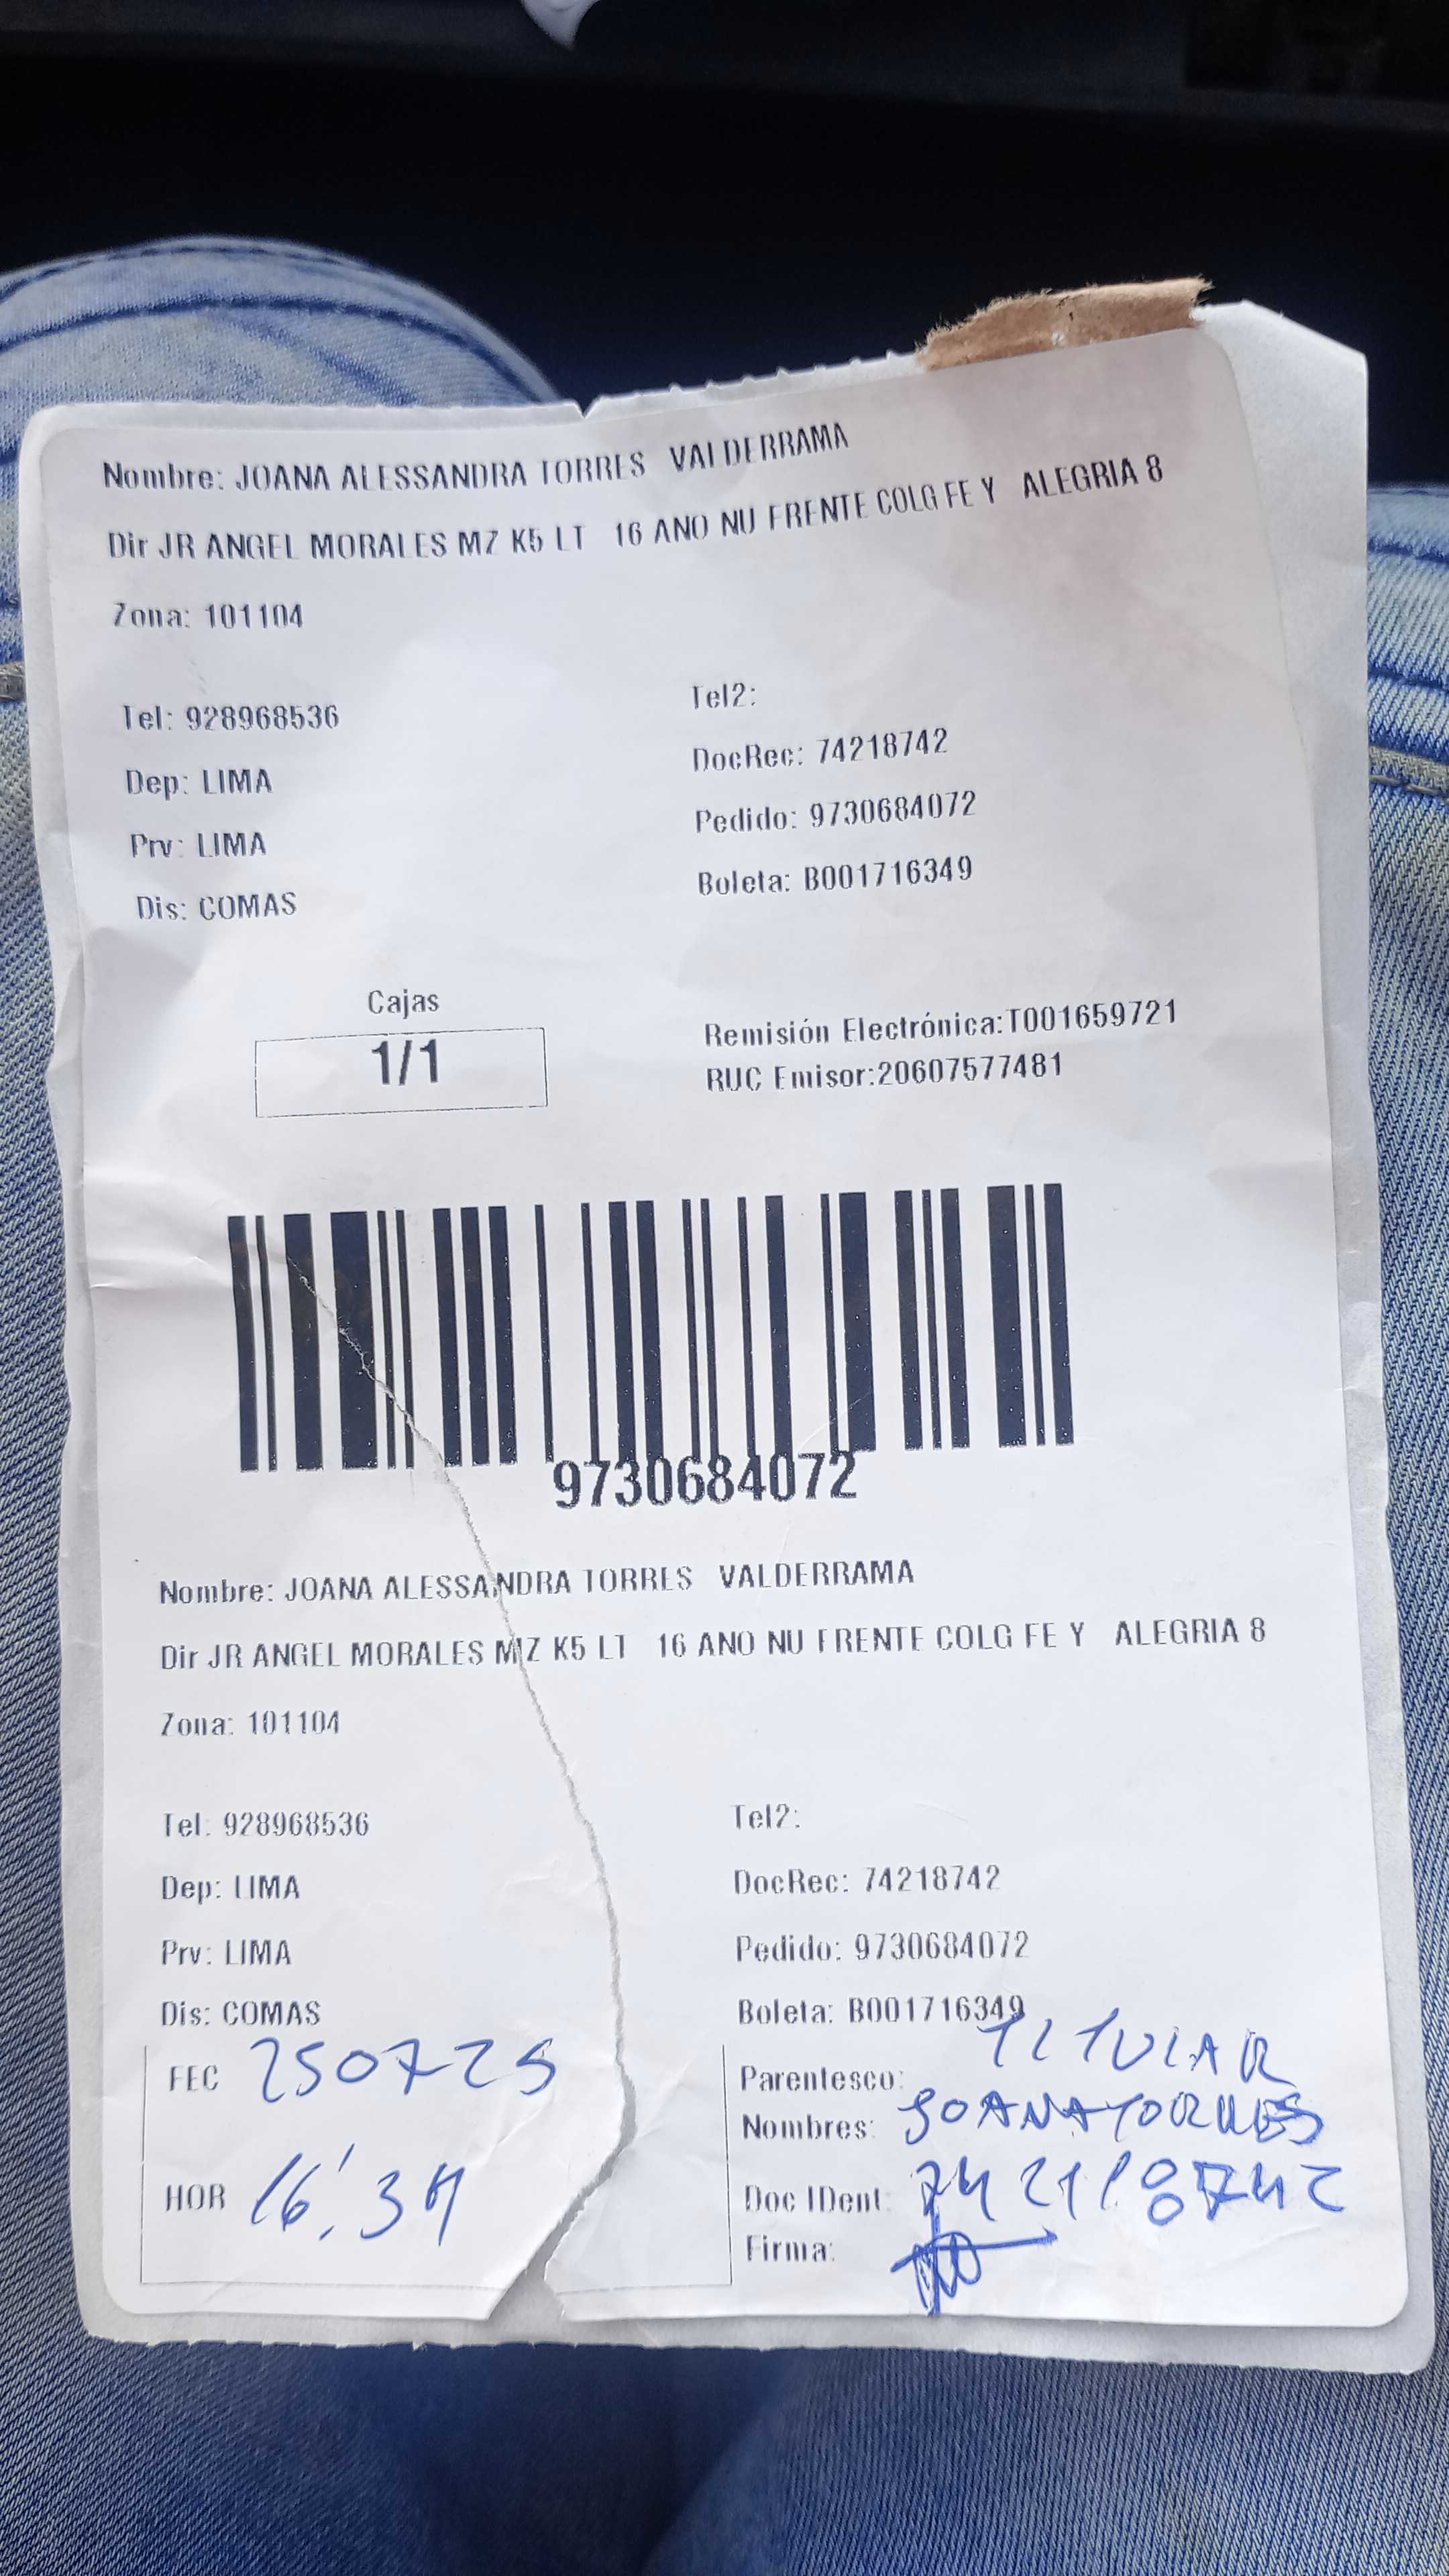 Nombre: JOANA ALESSANDRA TORRES VALDERRAMA
Dir JR ANGEL MORALES MZ K5 LT 16 ANO NU FRENTE COLG FE Y ALEGRIA 8
Zona: 101104
Tel: 928968536
Tel2:
DocRec: 74218742
Dep: LIMA
Pedido: 9730684072
Prv: LIMA
Boleta: B001716349
Dis: COMAS
Cajas
1/1
Remisión Electrónica:T001659721
RUC Emisor:20607577481
9730684072
Nombre: JOANA ALESSANDRA TORRES VALDERRAMA
Dir JR ANGEL MORALES MZ K5 LT 16 ANO NU FRENTE COLG FE Y ALEGRIA 8
Zona: 101104
Tel: 928968536
Tel2:
Dep: LIMA
DocRec: 74218742
Prv: LIMA
Pedido: 9730684072
Dis: COMAS
Boleta: B001716349
FEC 250725
Parentesco: TITULAR
Nombres: JOANA TORRES
HOR 16:34
Doc IDent: 74218742
Firma: